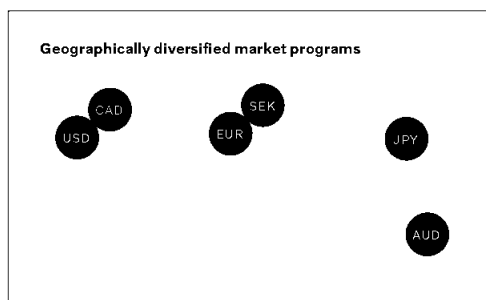 Geographically diversified market programs
CAD
USD
SEK
EUR
JPY
AUD